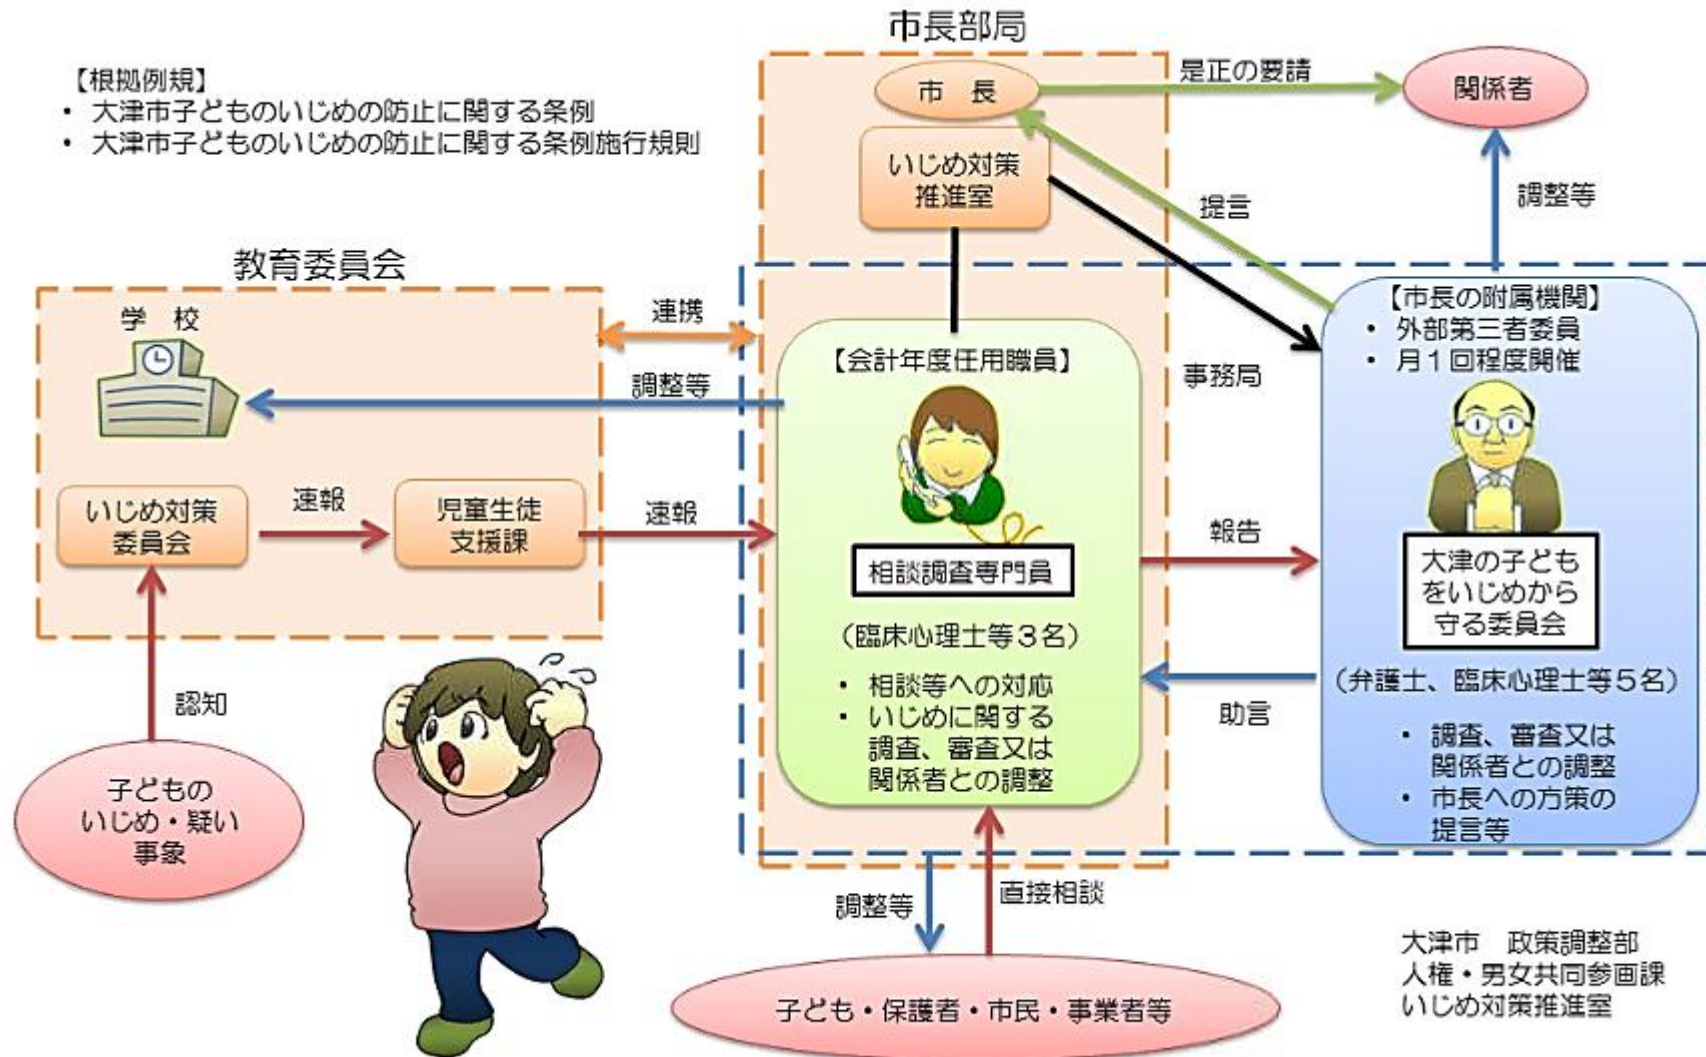 市長部局
【根拠例規】
・ 大津市子どものいじめの防止に関する条例
・ 大津市子どものいじめの防止に関する条例施行規則
市 長
是正の要請
関係者
いじめ対策
推進室
提言
調整等
教育委員会
学 校
連携
調整等
【会計年度任用職員】
事務局
【市長の附属機関】
・ 外部第三者委員
・ 月1回程度開催
いじめ対策
委員会
速報
児童生徒
支援課
速報
相談調査専門員
(臨床心理士等3名)
・ 相談等への対応
・ いじめに関する
調査、審査又は
関係者との調整
報告
大津の子ども
をいじめから
守る委員会
助言
(弁護士、臨床心理士等5名)
・ 調査、審査又は
関係者との調整
・ 市長への方策の
提言等
認知
子どもの
いじめ・疑い
事象
調整等
直接相談
子ども・保護者・市民・事業者等
大津市 政策調整部
人権・男女共同参画課
いじめ対策推進室